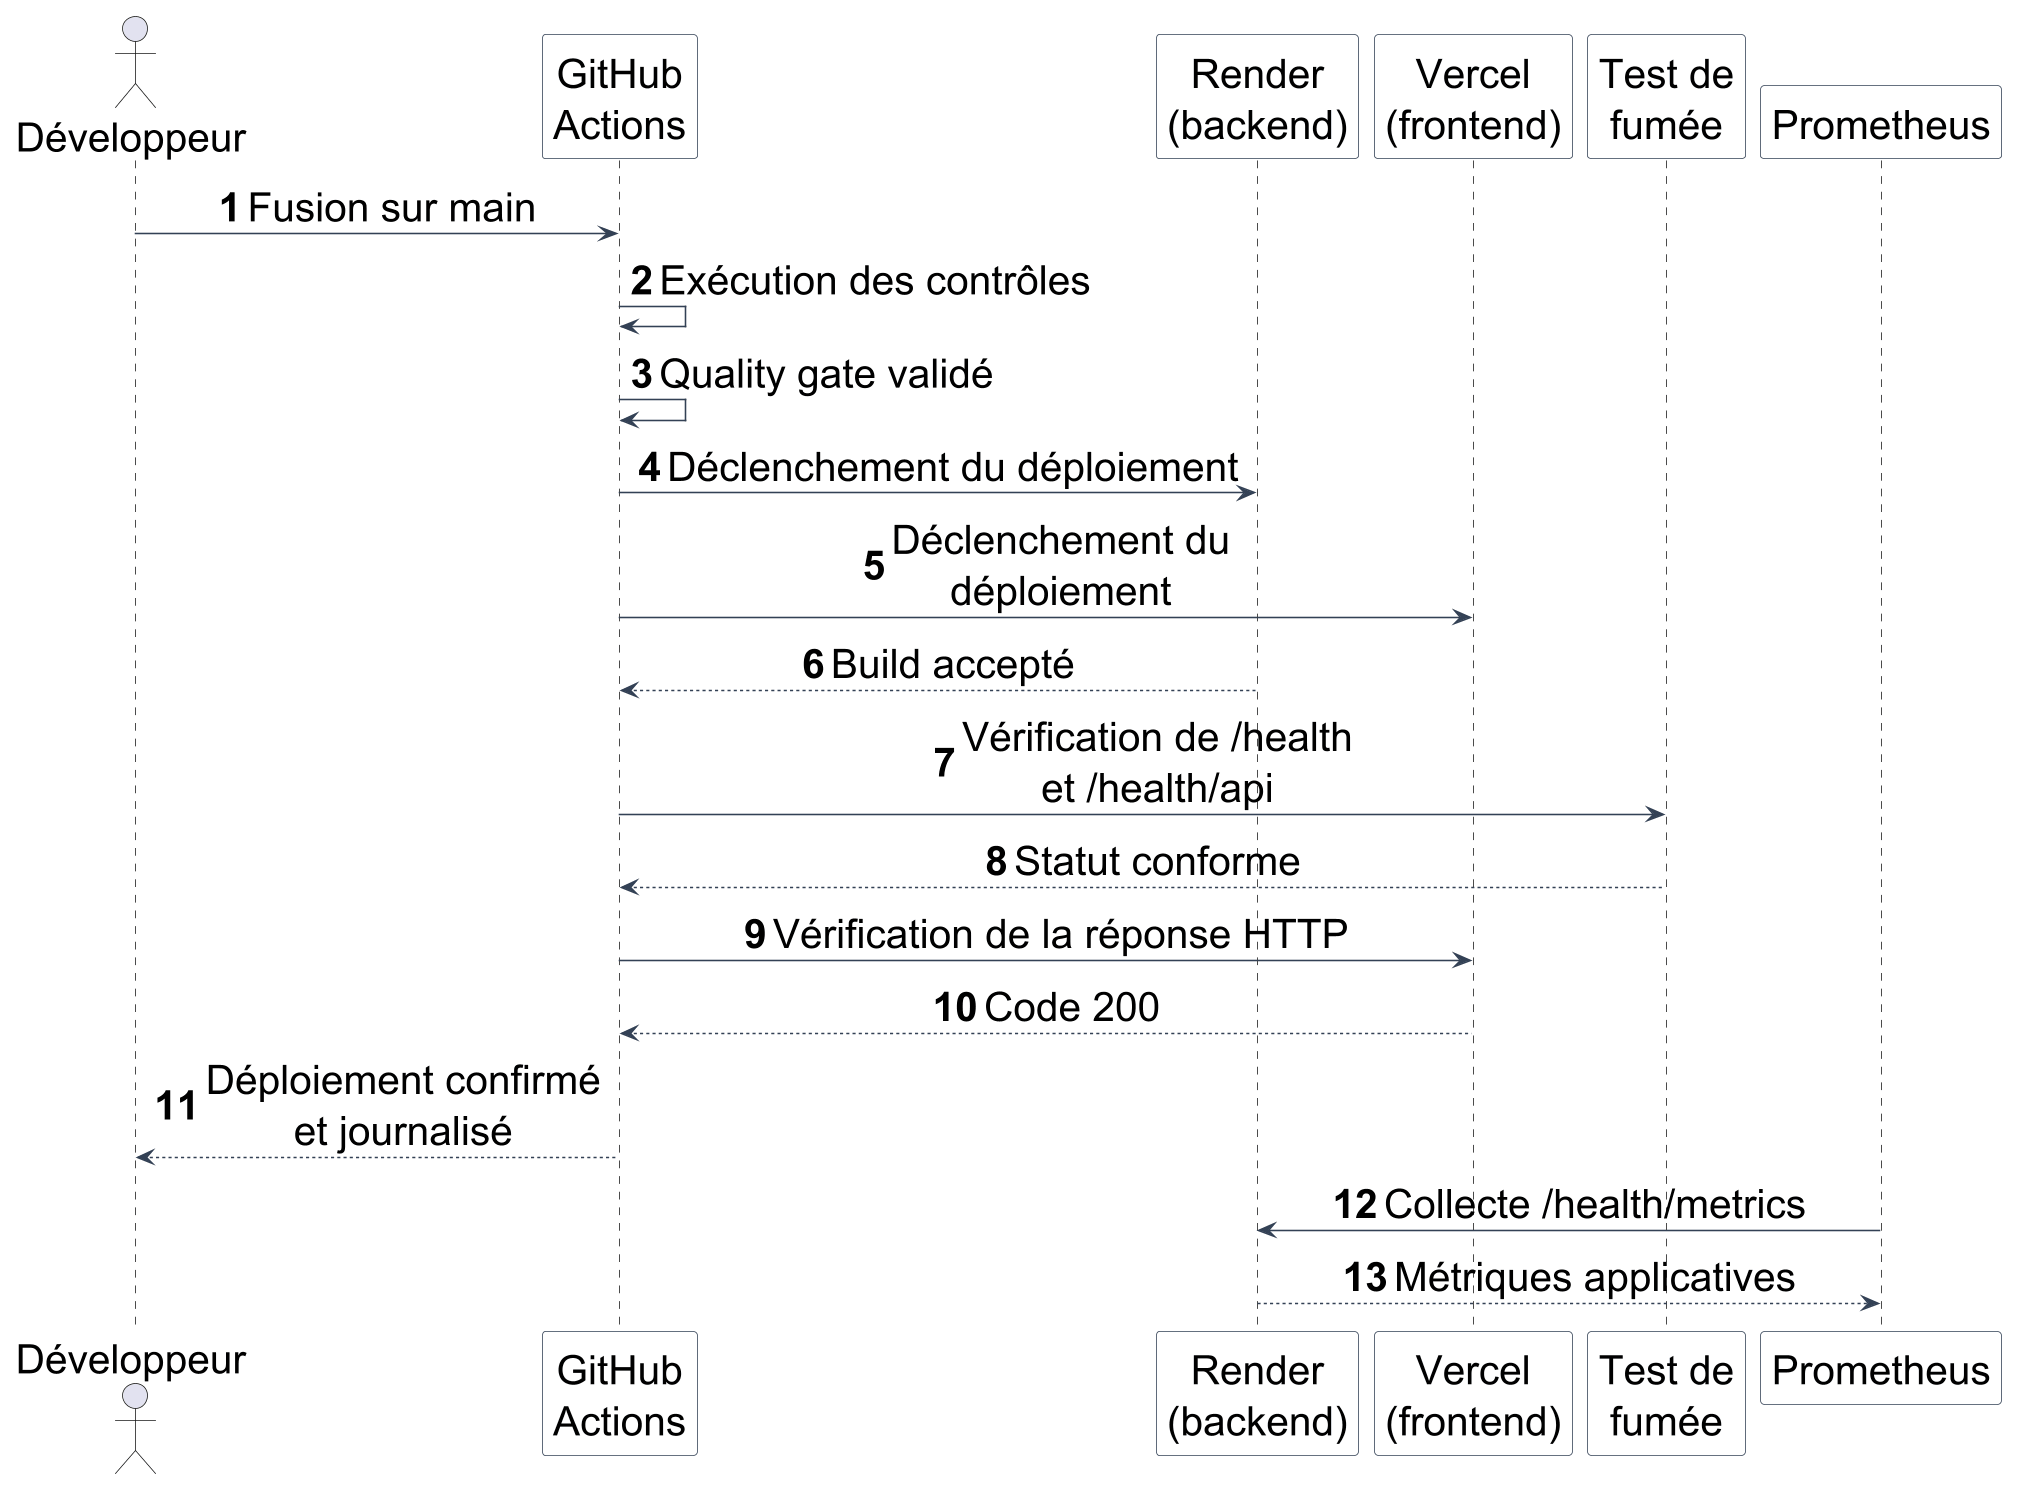 Développeur
GitHub
Actions
Render
(backend)
Vercel
(frontend)
Test de
fumée
Prometheus
1 Fusion sur main
2 Exécution des contrôles
3 Quality gate validé
4 Déclenchement du déploiement
5 Déclenchement du
déploiement
6 Build accepté
7 Vérification de /health
et /health/api
8 Statut conforme
9 Vérification de la réponse HTTP
10 Code 200
11 Déploiement confirmé
et journalisé
12 Collecte /health/metrics
13 Métriques applicatives
Développeur
GitHub
Actions
Render
(backend)
Vercel
(frontend)
Test de
fumée
Prometheus